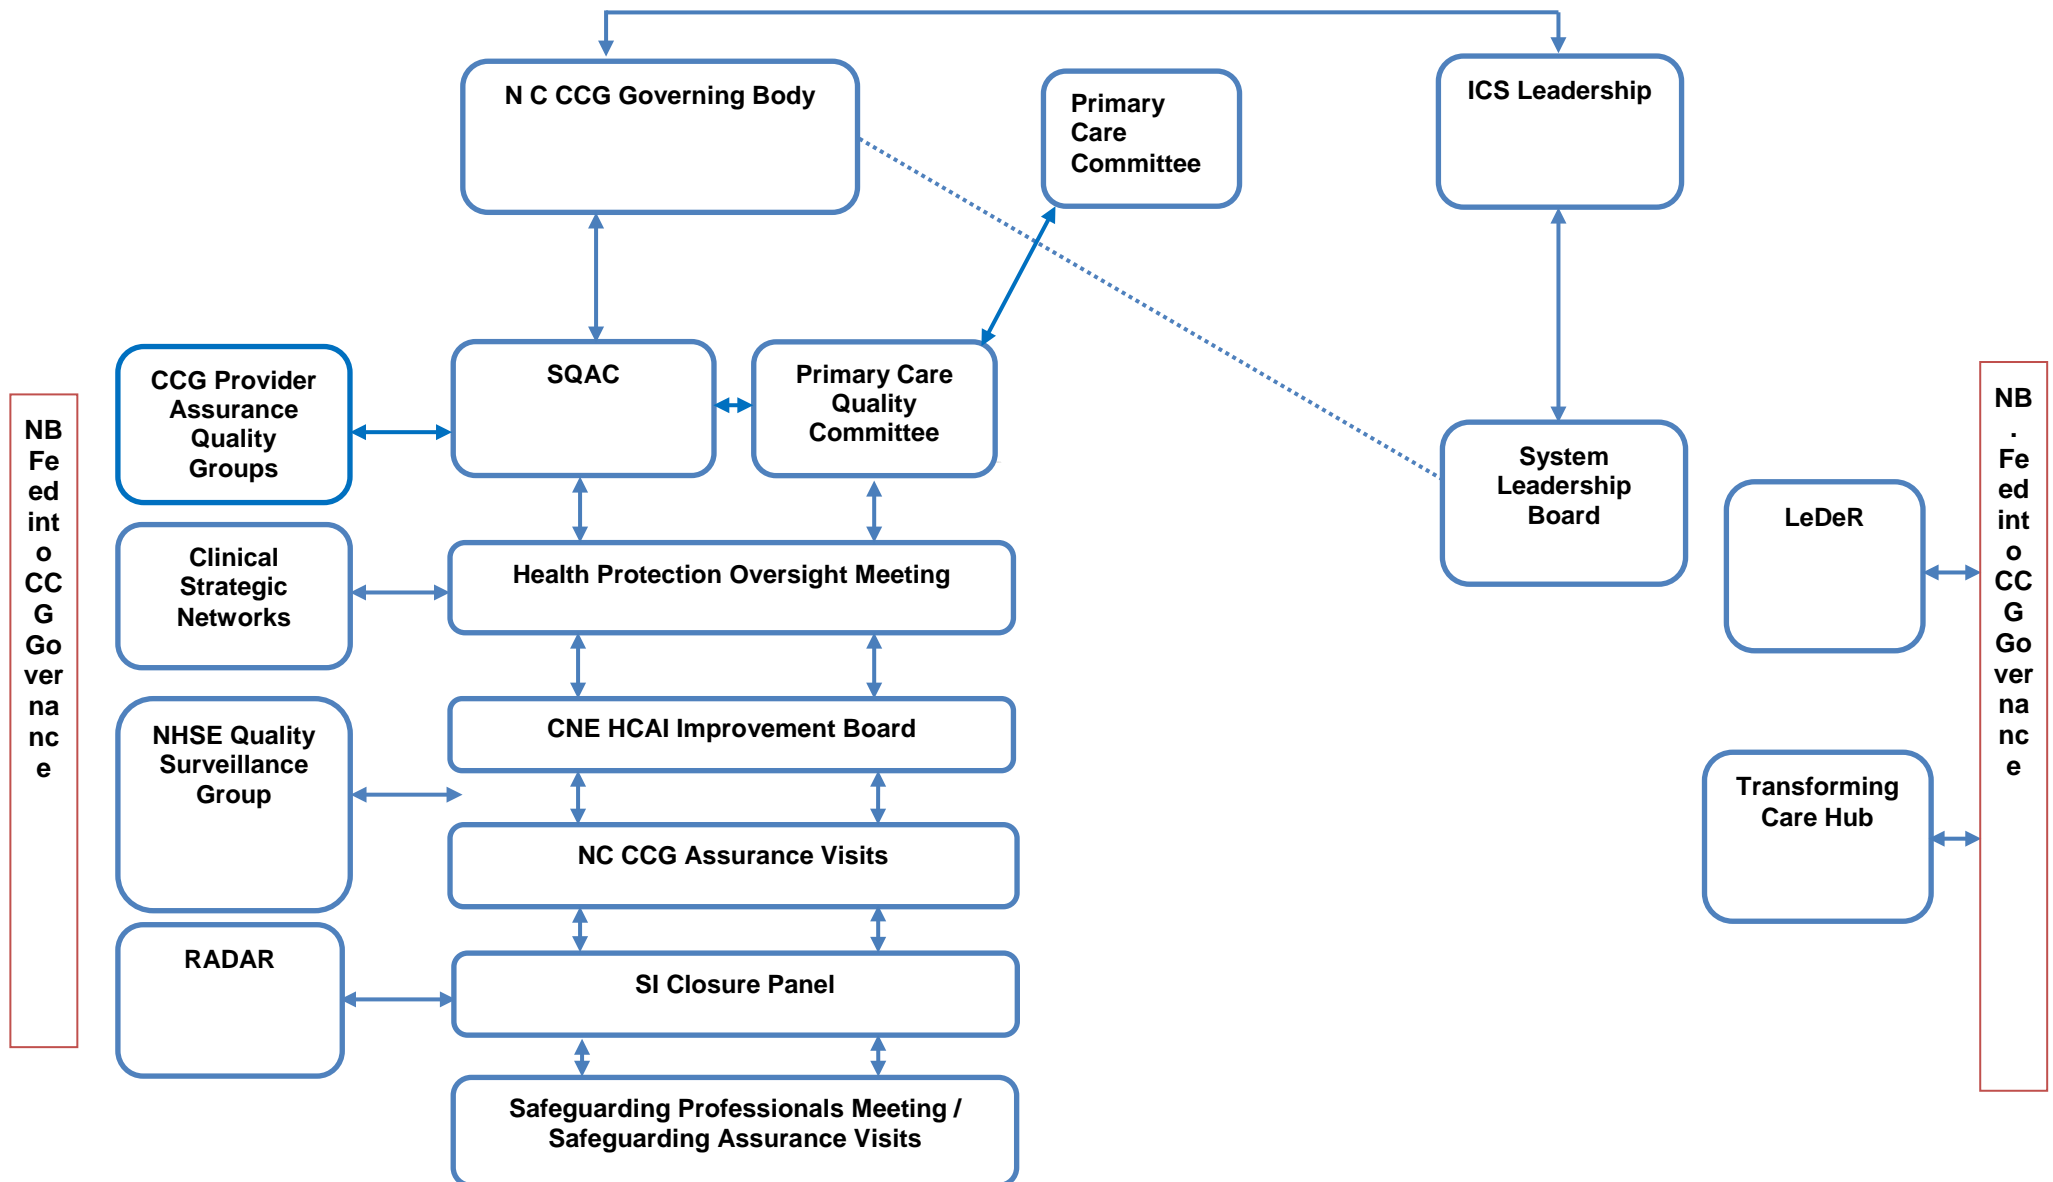 N C CCG Governing Body
Primary
Care
Committee
ICS Leadership
CCG Provider
Assurance
Quality
Groups
SQAC
Primary Care
Quality
Committee
System
Leadership
Board
NB
Fe
ed
int
o
CC
G
Go
ver
na
nc
e
NB
.
Fe
ed
int
o
CC
G
Go
ver
na
nc
e
LeDeR
Clinical
Strategic
Networks
Health Protection Oversight Meeting
NHSE Quality
Surveillance
Group
CNE HCAI Improvement Board
Transforming
Care Hub
NC CCG Assurance Visits
RADAR
SI Closure Panel
Safeguarding Professionals Meeting /
Safeguarding Assurance Visits